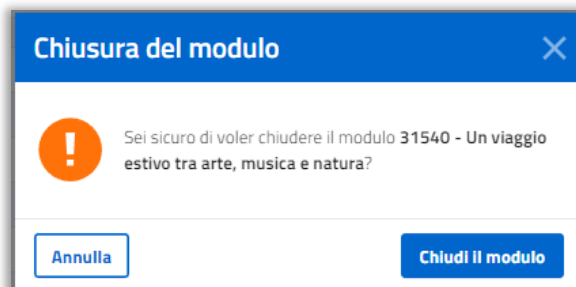 Chiusura del modulo
Sei sicuro di voler chiudere il modulo 31540 - Un viaggio
estivo tra arte, musica e natura?
Annulla
Chiudi il modulo